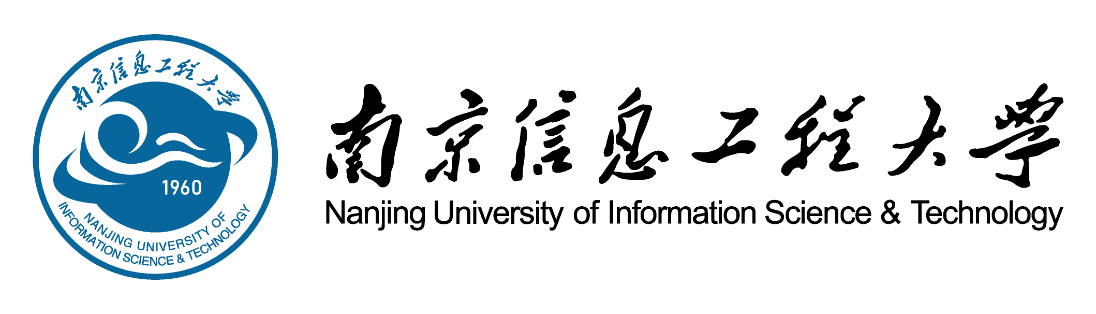 南京信息工程大学
1960
NANJING UNIVERSITY OF
INFORMATION SCIENCE & TECHNOLOGY
南京信息工程大学
Nanjing University of Information Science & Technology